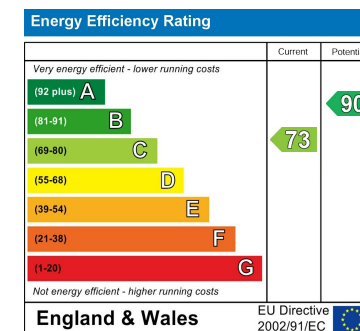 Energy Efficiency Rating
Current Potenti
Very energy efficient - lower running costs
(92 plus) A
(81-91) B
(69-80) C
(55-68) D
(39-54) E
(21-38) F
(1-20) G
73
90
Not energy efficient - higher running costs
England & Wales
EU Directive
2002/91/EC